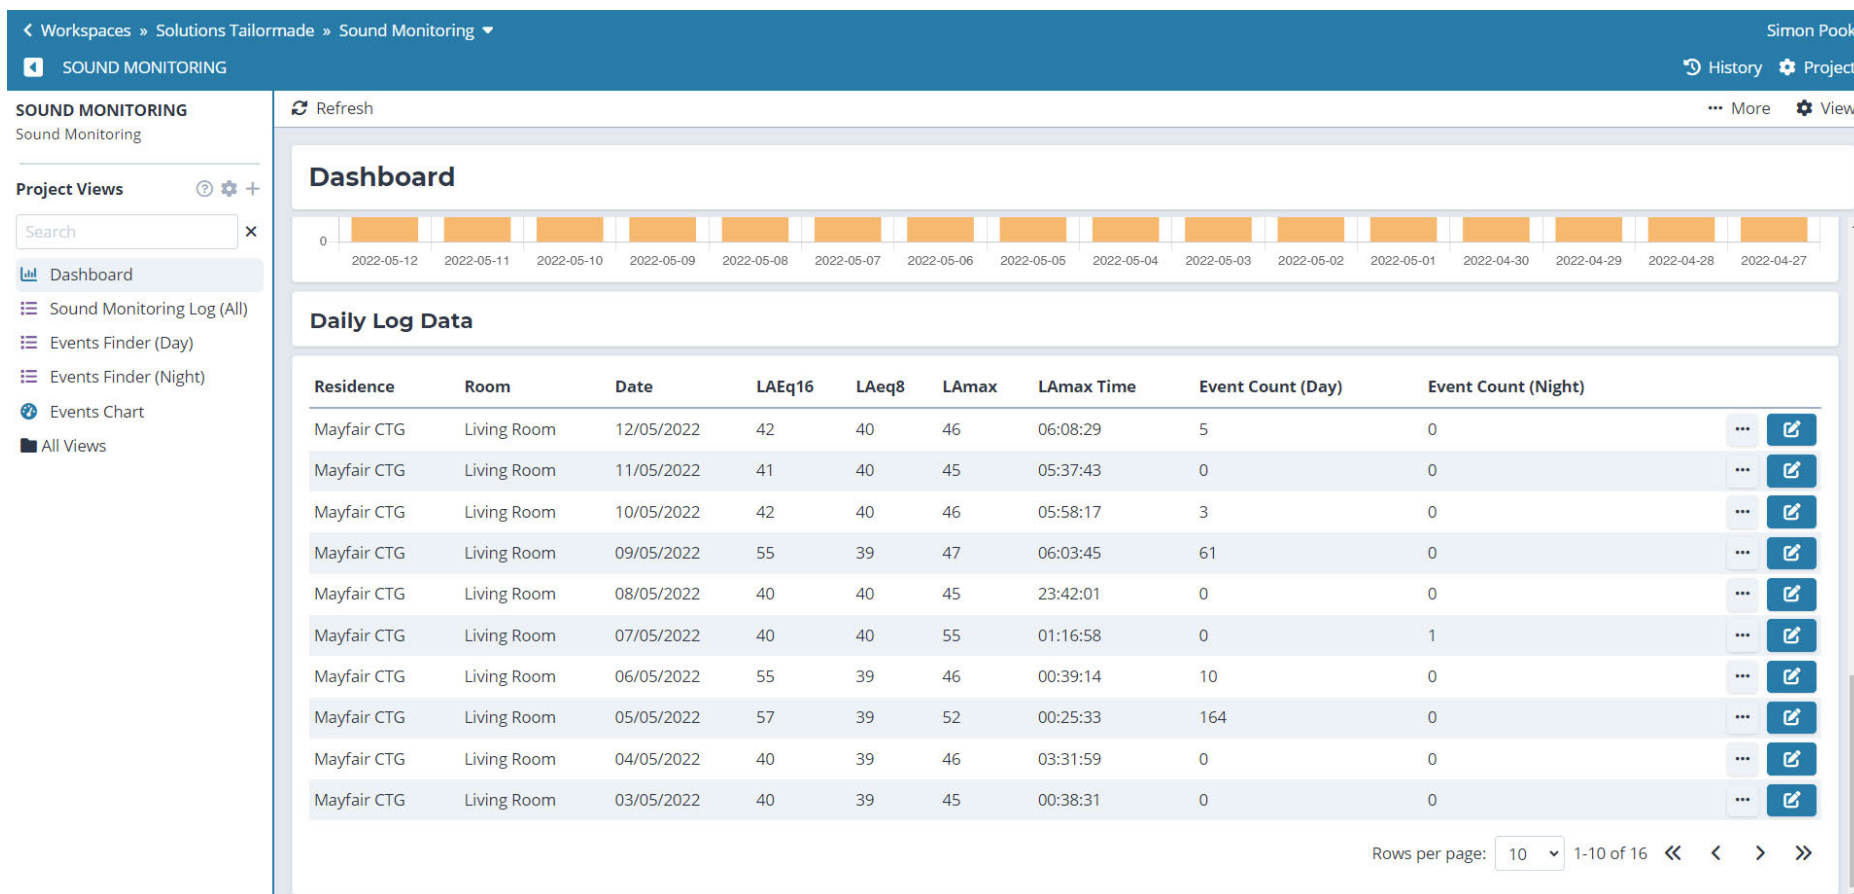 Workspaces » Solutions Tailormade » Sound Monitoring
Simon Pook
SOUND MONITORING
History Project
SOUND MONITORING
Sound Monitoring
Refresh
More View
Project Views
Search
Dashboard
Sound Monitoring Log (All)
Events Finder (Day)
Events Finder (Night)
Events Chart
All Views
Dashboard
0
2022-05-12 2022-05-11 2022-05-10 2022-05-09 2022-05-08 2022-05-07 2022-05-06 2022-05-05 2022-05-04 2022-05-03 2022-05-02 2022-05-01 2022-04-30 2022-04-29 2022-04-28 2022-04-27
Daily Log Data
Residence Room Date LAEq16 LAeq8 LAmax LAmax Time Event Count (Day) Event Count (Night)
Mayfair CTG Living Room 12/05/2022 42 40 46 06:08:29 5 0
Mayfair CTG Living Room 11/05/2022 41 40 45 05:37:43 0 0
Mayfair CTG Living Room 10/05/2022 42 40 46 05:58:17 3 0
Mayfair CTG Living Room 09/05/2022 55 39 47 06:03:45 61 0
Mayfair CTG Living Room 08/05/2022 40 40 45 23:42:01 0 0
Mayfair CTG Living Room 07/05/2022 40 40 55 01:16:58 0 1
Mayfair CTG Living Room 06/05/2022 55 39 46 00:39:14 10 0
Mayfair CTG Living Room 05/05/2022 57 39 52 00:25:33 164 0
Mayfair CTG Living Room 04/05/2022 40 39 46 03:31:59 0 0
Mayfair CTG Living Room 03/05/2022 40 39 45 00:38:31 0 0
Rows per page: 10 1-10 of 16